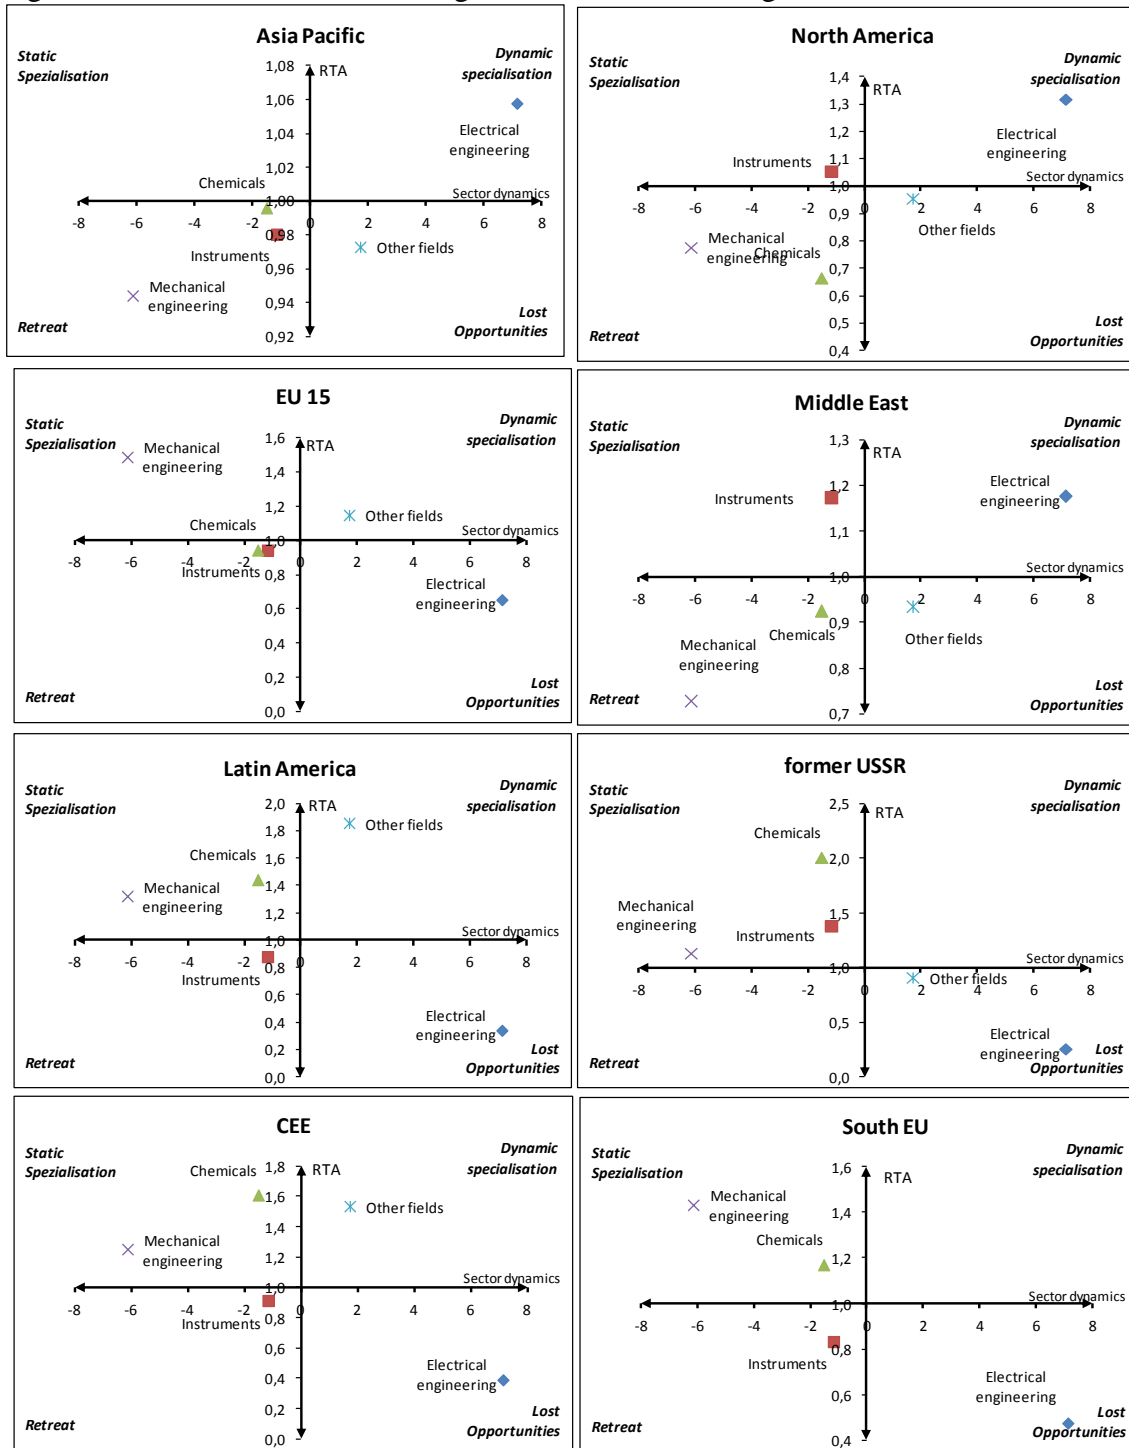 Asia Pacific
Static
Spezialisation
Dynamic
specialisation
RTA
1,08
1,06
1,04
1,02
1,00
0,98
0,96
0,94
0,92
Electrical
engineering
Chemicals
Sector dynamics
-8 -6 -4 -2 0 2 4 6 8
Instruments
Other fields
Mechanical
engineering
Retreat
Lost
Opportunities
North America
Static
Spezialisation
Dynamic
specialisation
RTA
1,4
1,3
1,2
1,1
1,0
0,9
0,8
0,7
0,6
0,5
0,4
Electrical
engineering
Instruments
Sector dynamics
-8 -6 -4 -2 0 2 4 6 8
Other fields
Mechanical
engineering
Chemicals
Retreat
Lost
Opportunities
EU 15
Static
Spezialisation
Dynamic
specialisation
RTA
1,6
1,4
1,2
1,0
0,8
0,6
0,4
0,2
0,0
Mechanical
engineering
Other fields
Chemicals
Sector dynamics
-8 -6 -4 -2 0 2 4 6 8
Instruments
Electrical
engineering
Retreat
Lost
Opportunities
Middle East
Static
Spezialisation
Dynamic
specialisation
RTA
1,3
1,2
1,1
1,0
0,9
0,8
0,7
Instruments
Electrical
engineering
Sector dynamics
-8 -6 -4 -2 0 2 4 6 8
Chemicals
Other fields
Mechanical
engineering
Retreat
Lost
Opportunities
Latin America
Static
Spezialisation
Dynamic
specialisation
RTA
2,0
1,8
1,6
1,4
1,2
1,0
0,8
0,6
0,4
0,2
0,0
Other fields
Chemicals
Mechanical
engineering
Sector dynamics
-8 -6 -4 -2 0 2 4 6 8
Instruments
Electrical
engineering
Retreat
Lost
Opportunities
former USSR
Static
Spezialisation
Dynamic
specialisation
RTA
2,5
2,0
1,5
1,0
0,5
0,0
Chemicals
Mechanical
engineering
Instruments
Sector dynamics
-8 -6 -4 -2 0 2 4 6 8
Other fields
Electrical
engineering
Retreat
Lost
Opportunities
CEE
Static
Spezialisation
Dynamic
specialisation
RTA
1,8
1,6
1,4
1,2
1,0
0,8
0,6
0,4
0,2
0,0
Chemicals
Other fields
Mechanical
engineering
Sector dynamics
-8 -6 -4 -2 0 2 4 6 8
Instruments
Electrical
engineering
Retreat
Lost
Opportunities
South EU
Static
Spezialisation
Dynamic
specialisation
RTA
1,6
1,4
1,2
1,0
0,8
0,6
0,4
Mechanical
engineering
Chemicals
Sector dynamics
-8 -6 -4 -2 0 2 4 6 8
Instruments
Electrical
engineering
Retreat
Lost
Opportunities